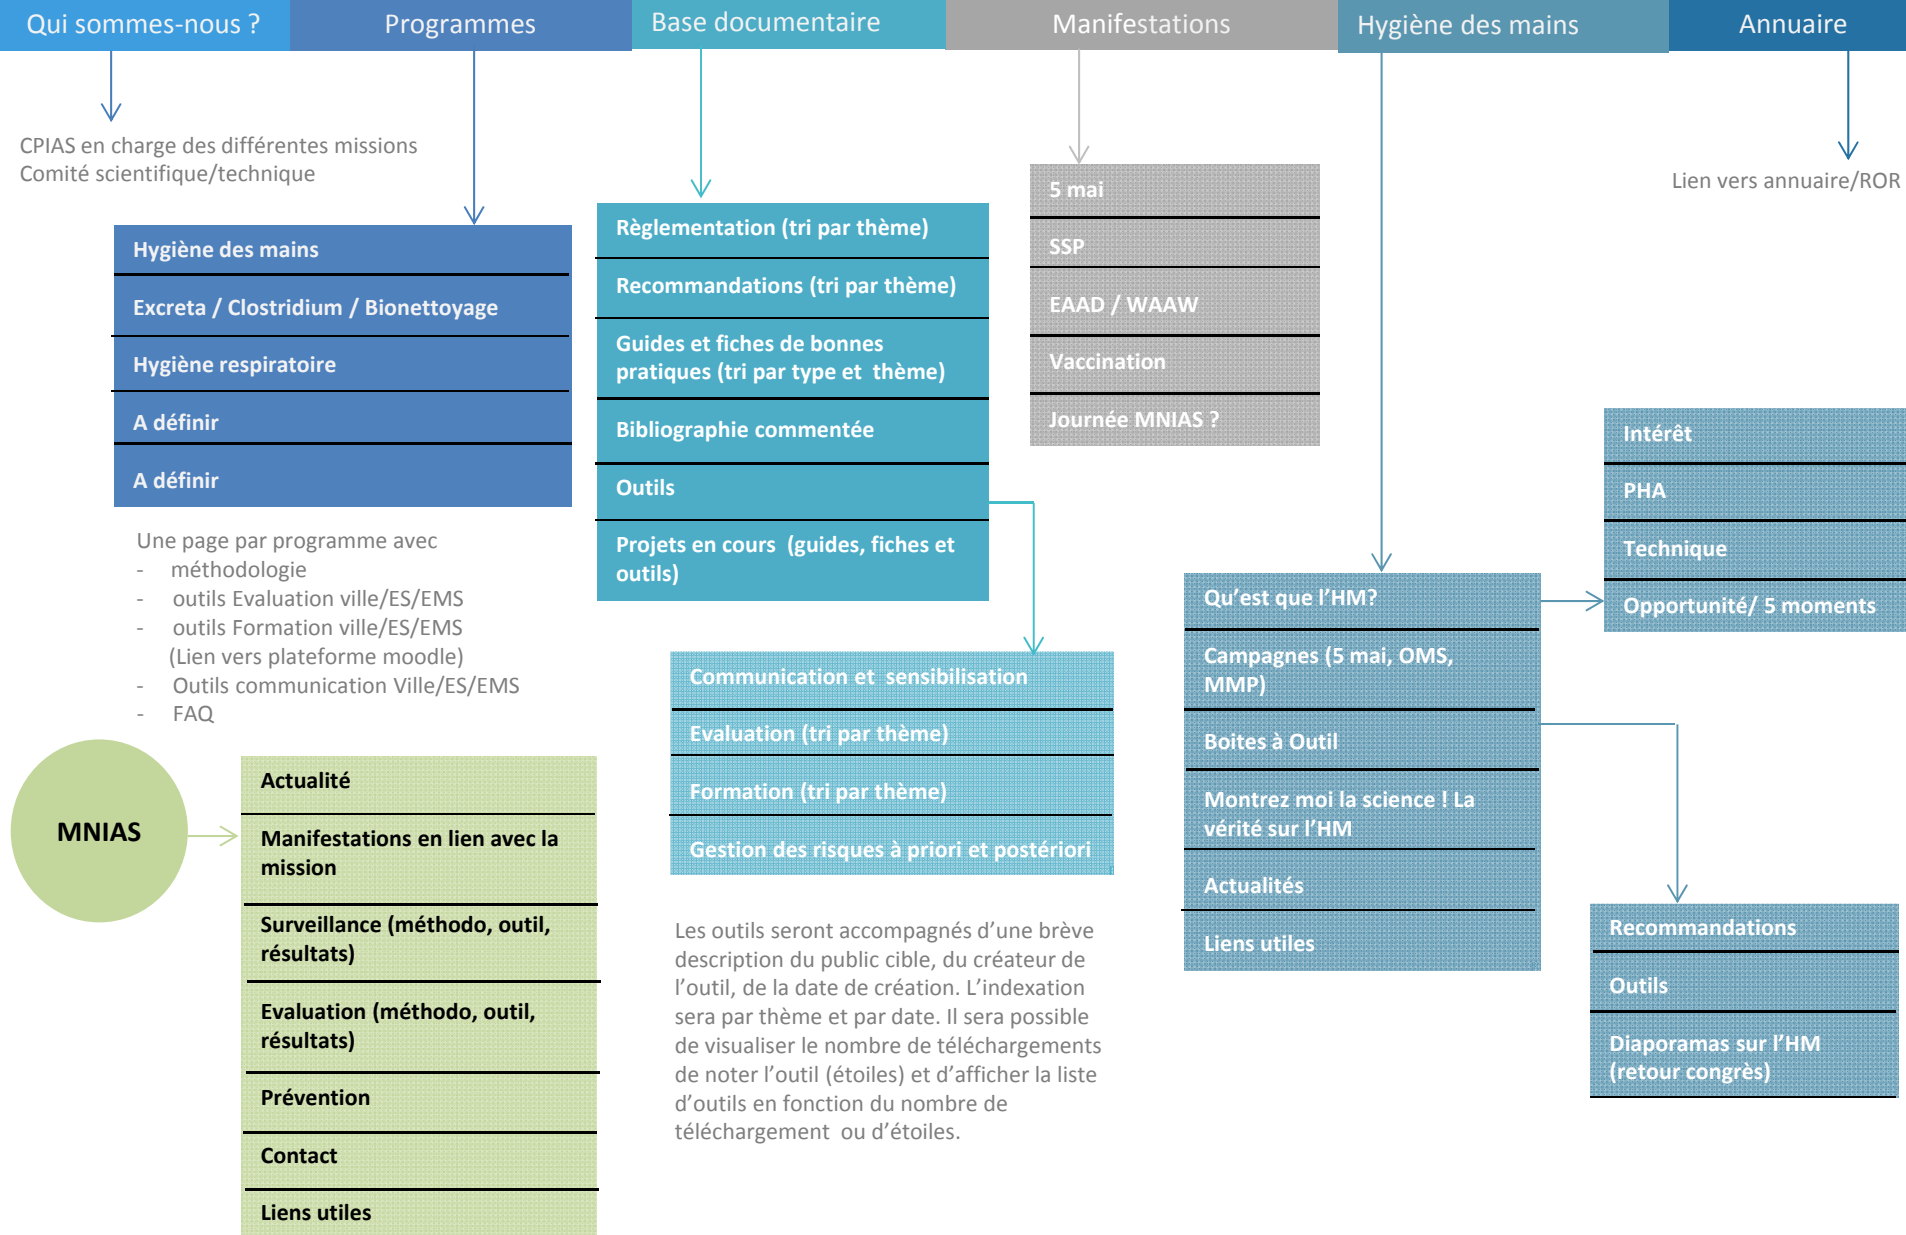 Qui sommes-nous ?
Programmes
Base documentaire
Manifestations
Hygiène des mains
Annuaire
CPIAS en charge des différentes missions
Comité scientifique/technique
Lien vers annuaire/ROR
Hygiène des mains
Excreta / Clostridium / Bionettoyage
Hygiène respiratoire
A définir
A définir
Une page par programme avec
- méthodologie
- outils Evaluation ville/ES/EMS
- outils Formation ville/ES/EMS
(Lien vers plateforme moodle)
- Outils communication Ville/ES/EMS
- FAQ
Règlementation (tri par thème)
Recommandations (tri par thème)
Guides et fiches de bonnes
pratiques (tri par type et thème)
Bibliographie commentée
Outils
Projets en cours (guides, fiches et
outils)
Communication et sensibilisation
Evaluation (tri par thème)
Formation (tri par thème)
Gestion des risques à priori et postériori
Les outils seront accompagnés d’une brève
description du public cible, du créateur de
l’outil, de la date de création. L’indexation
sera par thème et par date. Il sera possible
de visualiser le nombre de téléchargements
de noter l’outil (étoiles) et d’afficher la liste
d’outils en fonction du nombre de
téléchargement ou d’étoiles.
5 mai
SSP
EAAD / WAAW
Vaccination
Journée MNIAS ?
Qu’est que l’HM?
Campagnes (5 mai, OMS,
MMP)
Boites à Outil
Montrez moi la science ! La
vérité sur l’HM
Actualités
Liens utiles
Intérêt
PHA
Technique
Opportunité/ 5 moments
Recommandations
Outils
Diaporamas sur l’HM
(retour congrès)
MNIAS
Actualité
Manifestations en lien avec la
mission
Surveillance (méthodo, outil,
résultats)
Evaluation (méthodo, outil,
résultats)
Prévention
Contact
Liens utiles